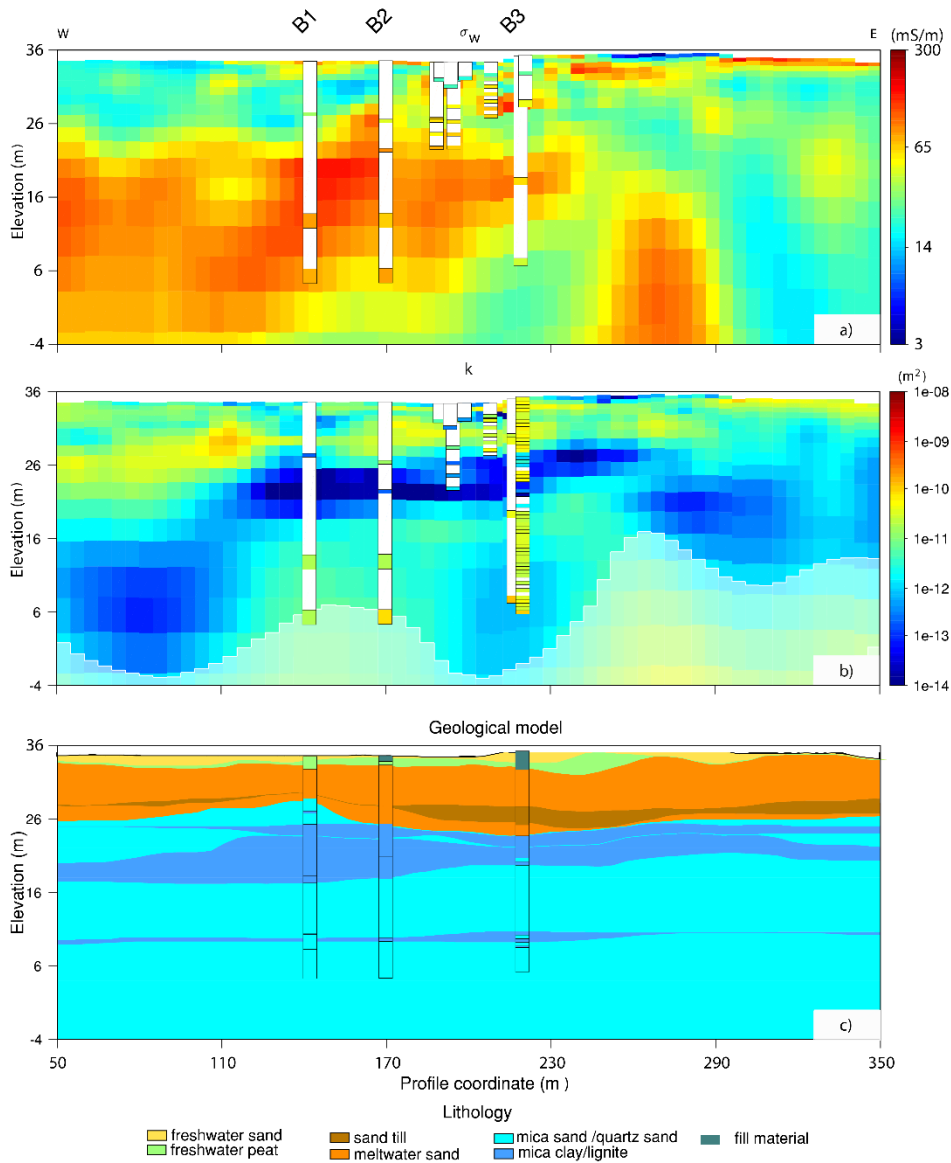 B1 B2 B3
W σw E (mS/m)
36 300
26 65
Elevation (m)
16 14
6
-4 3
a)
k (m²)
36 1e-08
1e-09
26 1e-10
Elevation (m)
16 1e-11
1e-12
6 1e-13
-4 1e-14
b)
Geological model
36
26
Elevation (m)
16
6
-4
c)
50 110 170 230 290 350
Profile coordinate (m )
Lithology
freshwater sand sand till mica sand /quartz sand fill material
freshwater peat meltwater sand mica clay/lignite